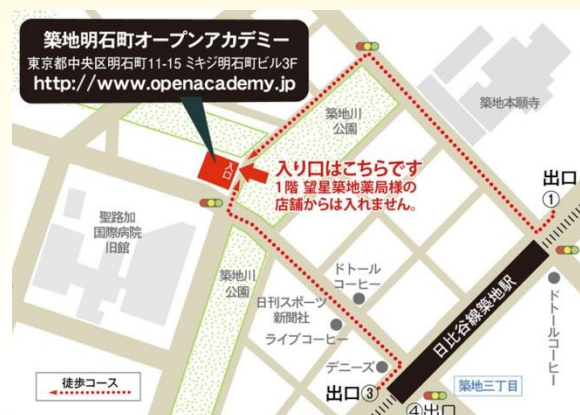 築地明石町オープンアカデミー
東京都中央区明石町11-15 ミキジ明石町ビル3F
http://www.openacademy.jp
築地本願寺
築地川
公園
入口
入り口はこちらです
1階 望星築地薬局様の
店舗からは入れません。
出口
①
聖路加
国際病院
旧館
築地川
公園
ドトール
コーヒー
日刊スポーツ
新聞社
ライブコーヒー
日比谷線築地駅
ドトールコーヒー
デニーズ
徒歩コース
出口③
築地三丁目
④出口